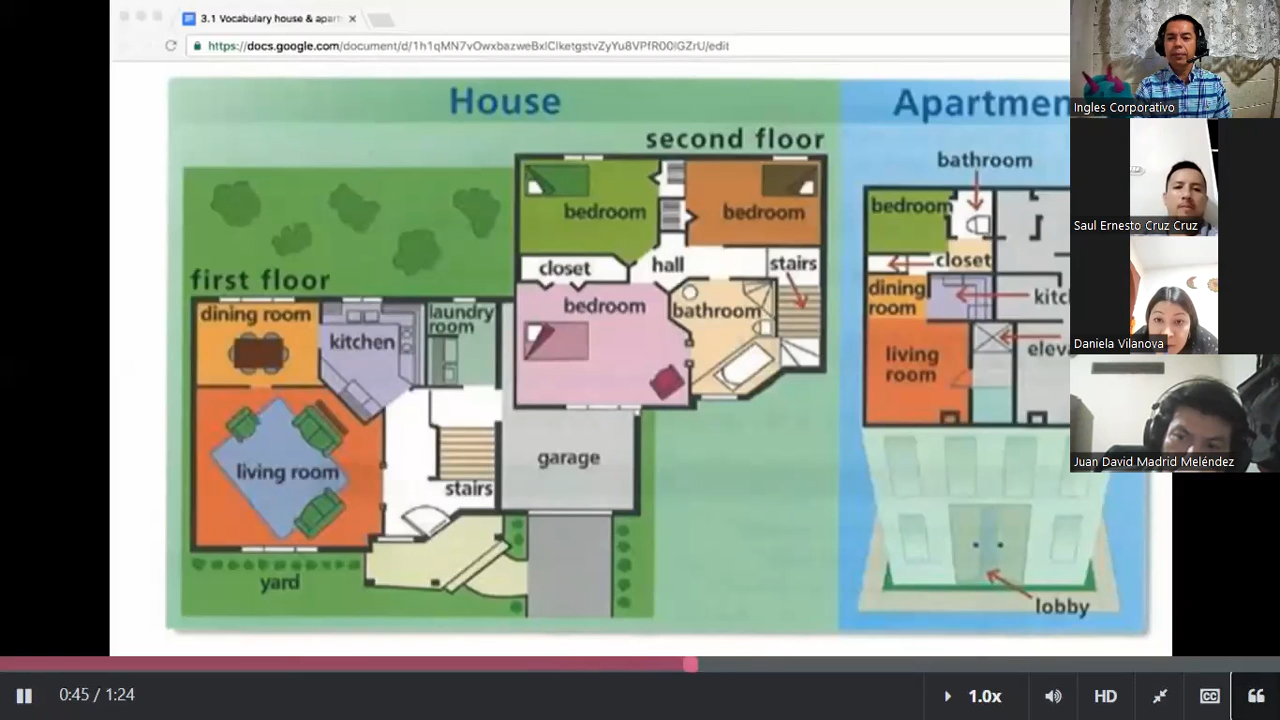 3.1 Vocabulary house & apart
https://docs.google.com/document/d/1h1qMN7vOwxbazweBxlClketgstvZyYu8VPfR00lGZrU/edit
House
Apartmen
second floor
bathroom
bedroom
bedroom
bedroom
closet
hall
stairs
closet
first floor
dining room
kitchen
laundry
room
bedroom
bathroom
dining
room
kitc
living
room
eleva
living room
garage
stairs
yard
lobby
Ingles Corporativo
Saul Ernesto Cruz Cruz
Daniela Vilanova
Juan David Madrid Meléndez
0:45 / 1:24
1.0x
HD
CC